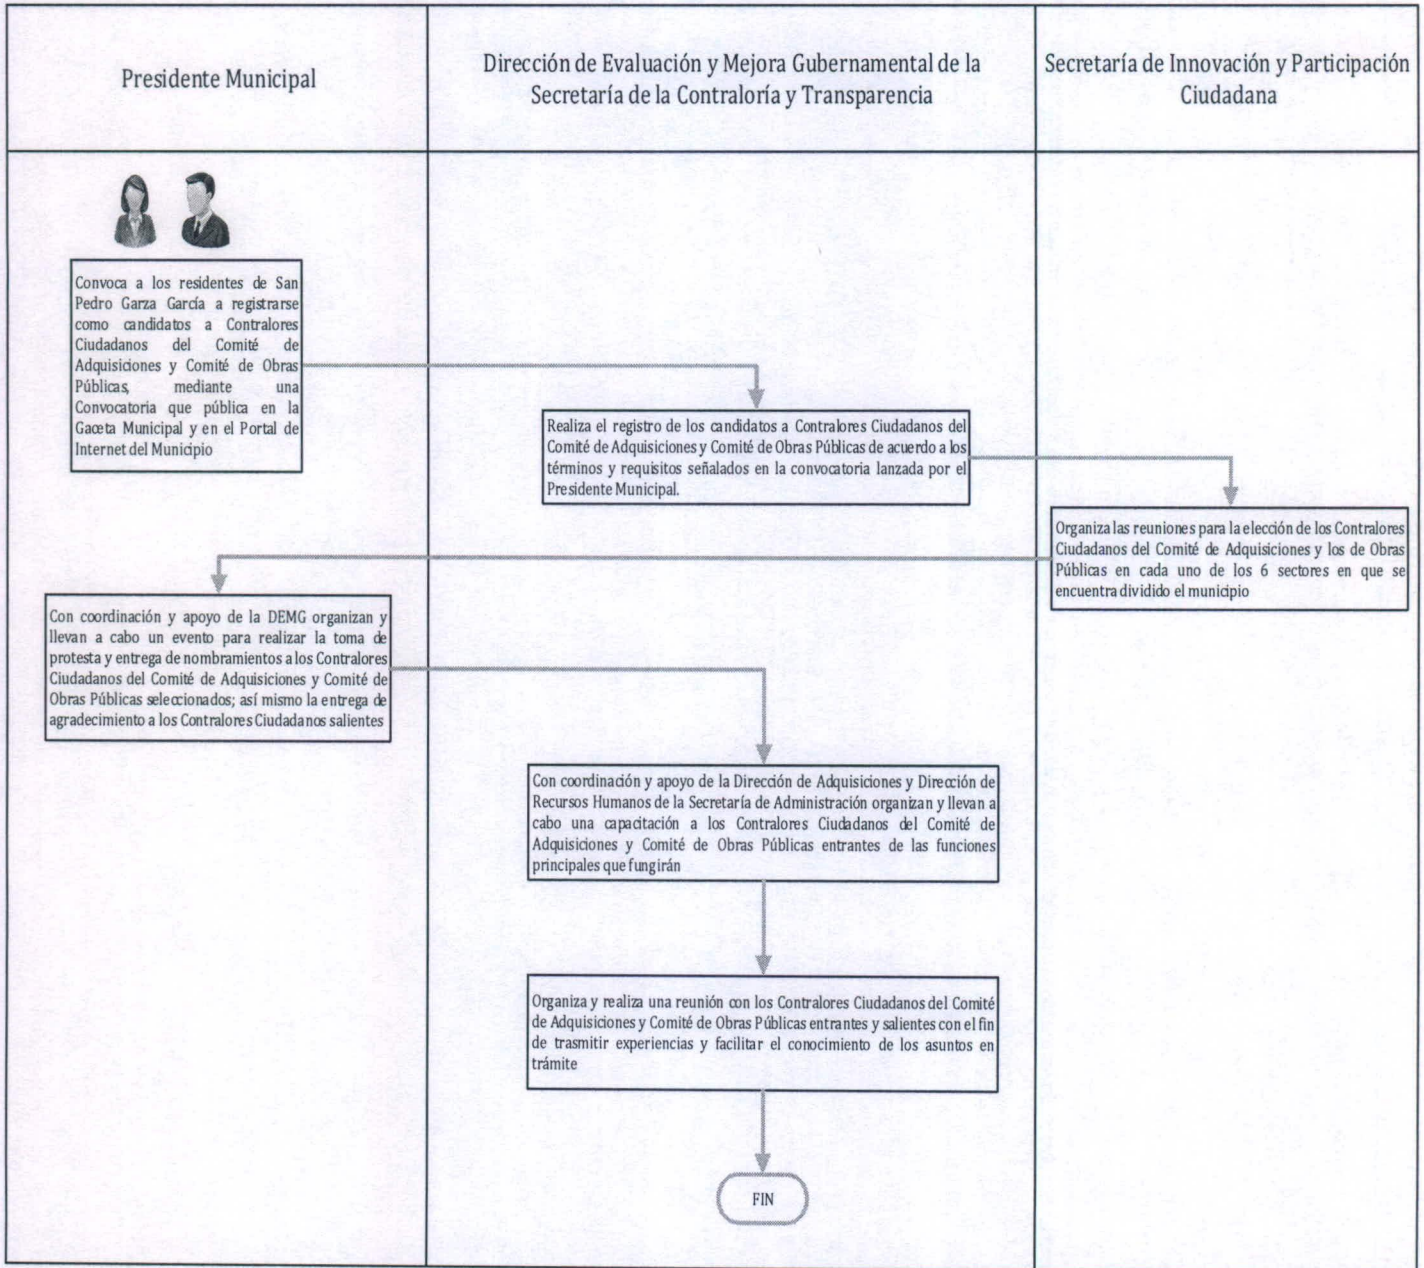 Presidente Municipal
Dirección de Evaluación y Mejora Gubernamental de la
Secretaría de la Contraloría y Transparencia
Secretaría de Innovación y Participación
Ciudadana
Convoca a los residentes de San
Pedro Garza García a registrarse
como candidatos a Contralores
Ciudadanos del Comité de
Adquisiciones y Comité de Obras
Públicas, mediante una
Convocatoria que pública en la
Gaceta Municipal y en el Portal de
Internet del Municipio
Realiza el registro de los candidatos a Contralores Ciudadanos del
Comité de Adquisiciones y Comité de Obras Públicas de acuerdo a los
términos y requisitos señalados en la convocatoria lanzada por el
Presidente Municipal.
Organiza las reuniones para la elección de los Contralores
Ciudadanos del Comité de Adquisiciones y los de Obras
Públicas en cada uno de los 6 sectores en que se
encuentra dividido el municipio
Con coordinación y apoyo de la DEMG organizan y
llevan a cabo un evento para realizar la toma de
protesta y entrega de nombramientos a los Contralores
Ciudadanos del Comité de Adquisiciones y Comité de
Obras Públicas seleccionados; así mismo la entrega de
agradecimiento a los Contralores Ciudadanos salientes
Con coordinación y apoyo de la Dirección de Adquisiciones y Dirección de
Recursos Humanos de la Secretaría de Administración organizan y llevan a
cabo una capacitación a los Contralores Ciudadanos del Comité de
Adquisiciones y Comité de Obras Públicas entrantes de las funciones
principales que fungirán
Organiza y realiza una reunión con los Contralores Ciudadanos del Comité
de Adquisiciones y Comité de Obras Públicas entrantes y salientes con el fin
de trasmitir experiencias y facilitar el conocimiento de los asuntos en
trámite
FIN